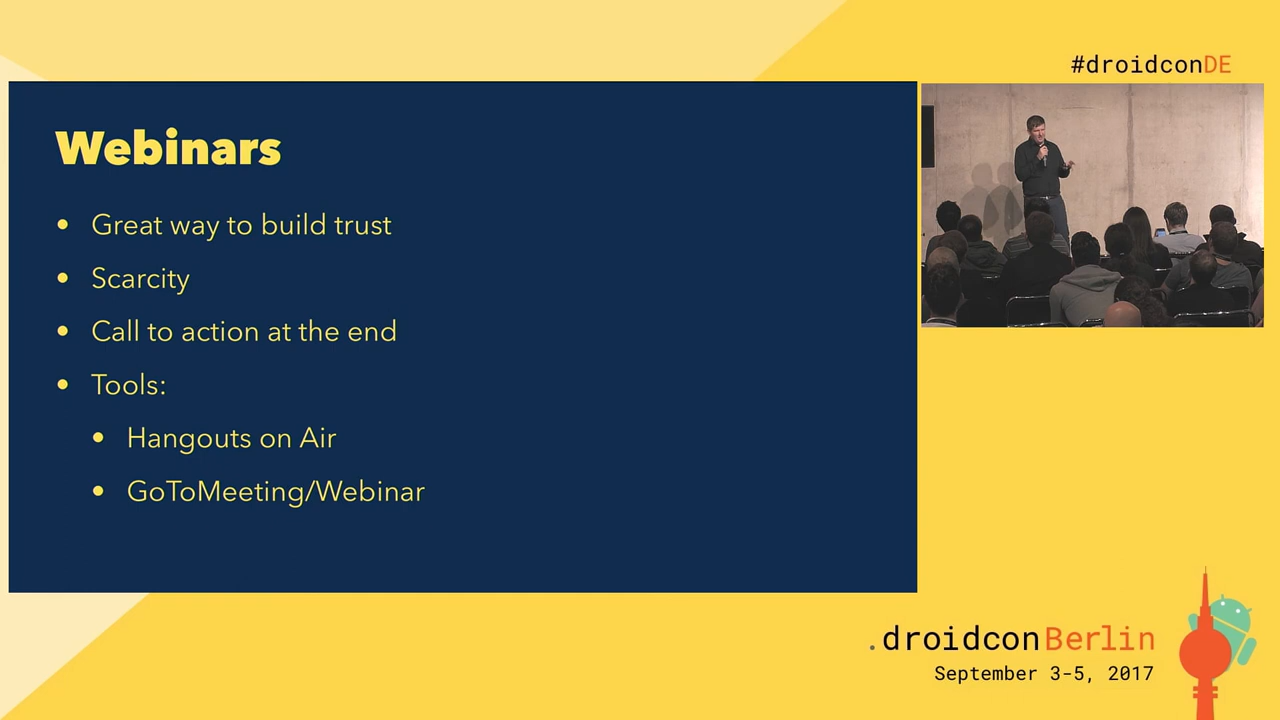 #droidconDE
Webinars
• Great way to build trust
• Scarcity
• Call to action at the end
• Tools:
• Hangouts on Air
• GoToMeeting/Webinar
.droidconBerlin
September 3-5, 2017